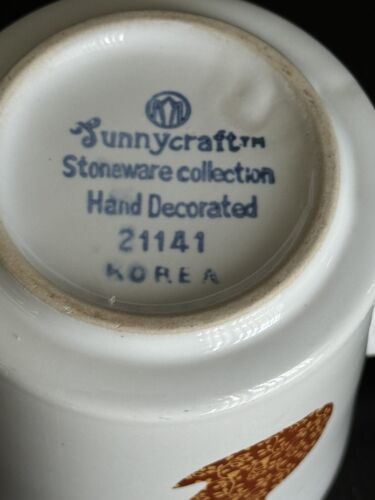 Sunnycraft™
Stoneware collection
Hand Decorated
21141
KOREA